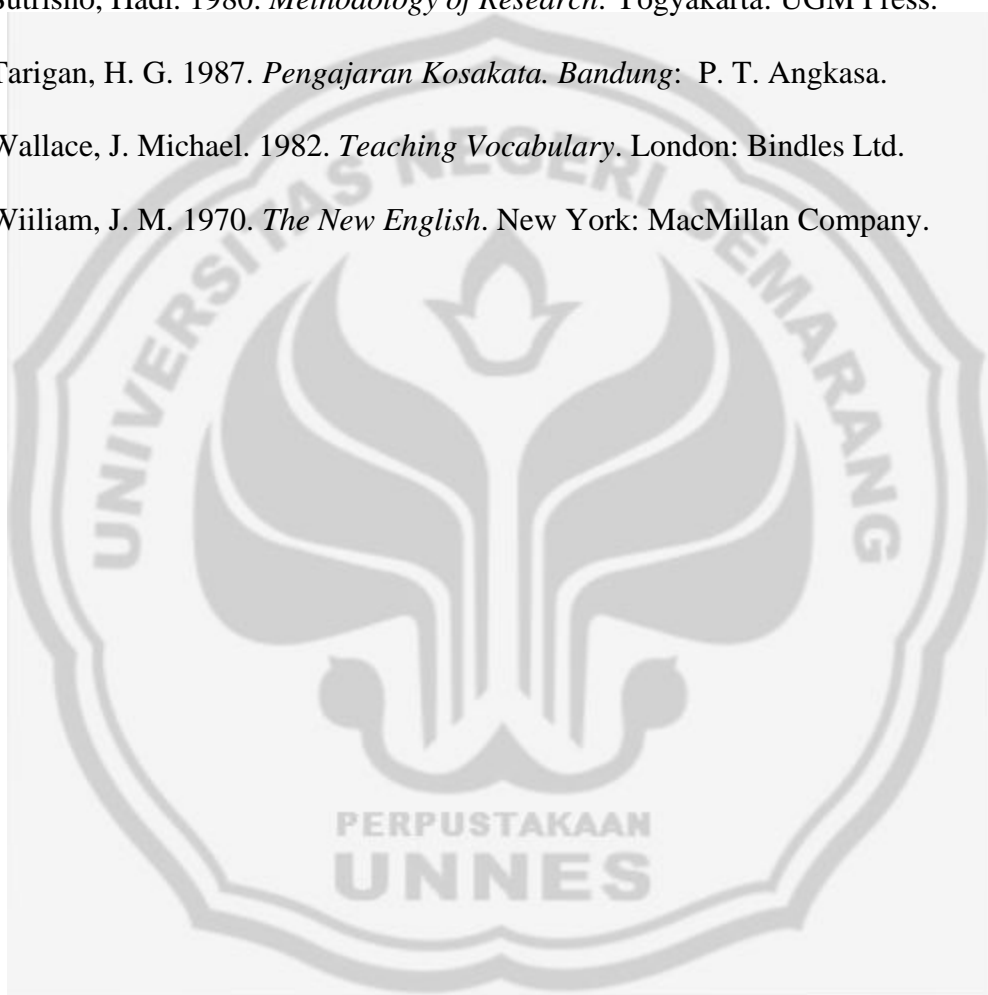 Sutrisno, Hadi. 1980. Methodology of Research. Yogyakarta: UGM Press.
Tarigan, H. G. 1987. Pengajaran Kosakata. Bandung: P. T. Angkasa.
Wallace, J. Michael. 1982. Teaching Vocabulary. London: Bindles Ltd.
Wiiliam, J. M. 1970. The New English. New York: MacMillan Company.
UNIVERSITAS NEGERI SEMARANG
PERPUSTAKAAN
UNNES